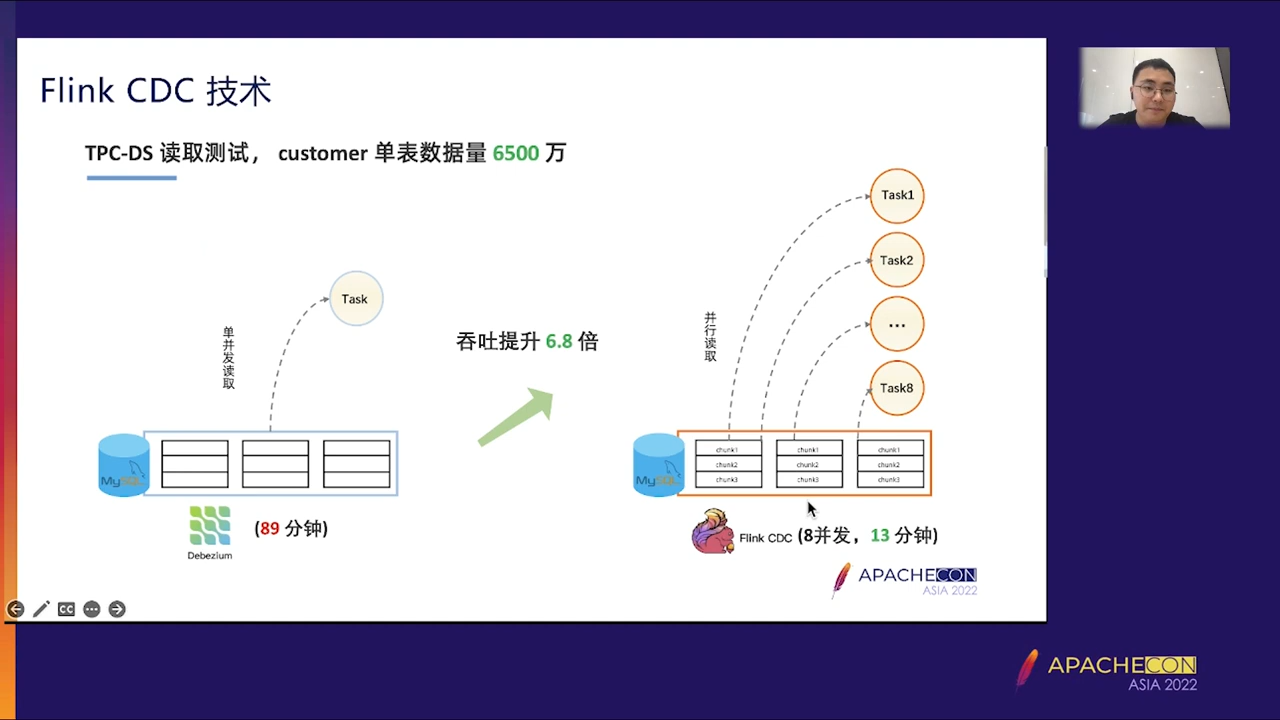 Flink CDC 技术
TPC-DS 读取测试， customer 单表数据量 6500 万
Task
单并发读取
MySQL
Debezium
(89 分钟)
吞吐提升 6.8 倍
并行读取
Task1
Task2
...
Task8
MySQL
chunk1
chunk2
chunk3
chunk1
chunk2
chunk3
chunk1
chunk2
chunk3
Flink CDC (8并发，13 分钟)
APACHECON
ASIA 2022
CC
APACHECON
ASIA 2022